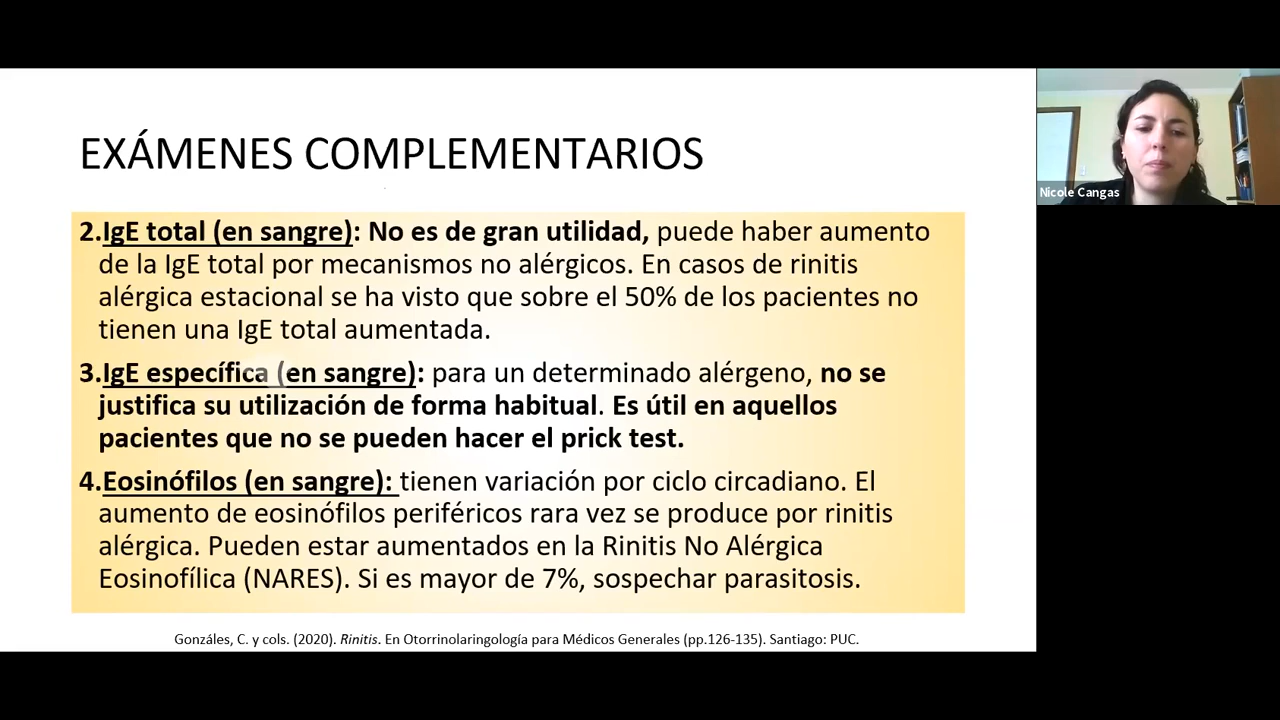 EXÁMENES COMPLEMENTARIOS
2.IgE total (en sangre): No es de gran utilidad, puede haber aumento
de la IgE total por mecanismos no alérgicos. En casos de rinitis
alérgica estacional se ha visto que sobre el 50% de los pacientes no
tienen una IgE total aumentada.
3.IgE específica (en sangre): para un determinado alérgeno, no se
justifica su utilización de forma habitual. Es útil en aquellos
pacientes que no se pueden hacer el prick test.
4.Eosinófilos (en sangre): tienen variación por ciclo circadiano. El
aumento de eosinófilos periféricos rara vez se produce por rinitis
alérgica. Pueden estar aumentados en la Rinitis No Alérgica
Eosinofílica (NARES). Si es mayor de 7%, sospechar parasitosis.
Gonzáles, C. y cols. (2020). Rinitis. En Otorrinolaringología para Médicos Generales (pp.126-135). Santiago: PUC.
Nicole Cangas